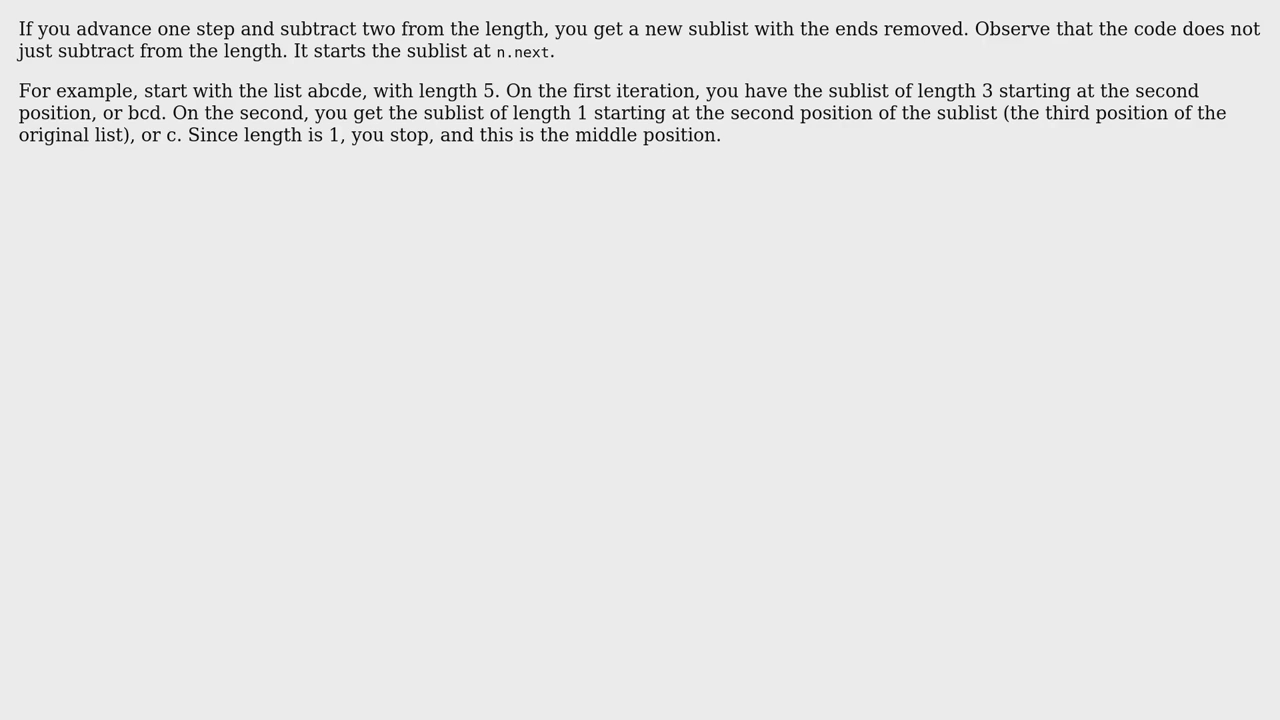 If you advance one step and subtract two from the length, you get a new sublist with the ends removed. Observe that the code does not
just subtract from the length. It starts the sublist at n.next.
For example, start with the list abcde, with length 5. On the first iteration, you have the sublist of length 3 starting at the second
position, or bcd. On the second, you get the sublist of length 1 starting at the second position of the sublist (the third position of the
original list), or c. Since length is 1, you stop, and this is the middle position.